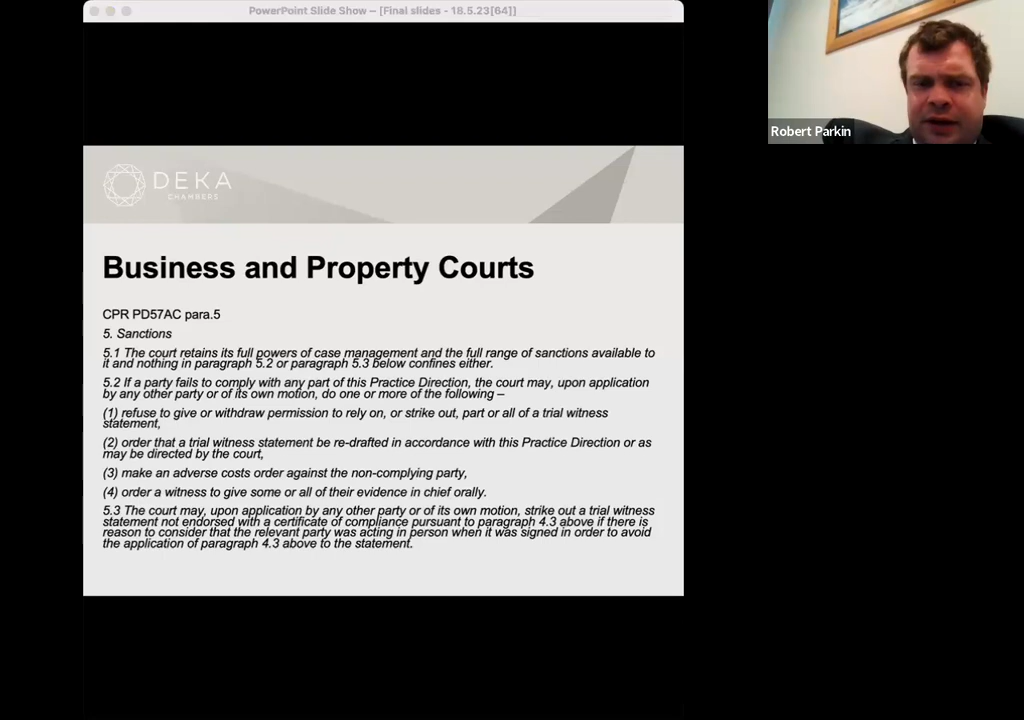 PowerPoint Slide Show – [Final slides - 18.5.23[64]]
Robert Parkin
DEKA
CHAMBERS
Business and Property Courts
CPR PD57AC para.5
5. Sanctions
5.1 The court retains its full powers of case management and the full range of sanctions available to
it and nothing in paragraph 5.2 or paragraph 5.3 below confines either.
5.2 If a party fails to comply with any part of this Practice Direction, the court may, upon application
by any other party or of its own motion, do one or more of the following –
(1) refuse to give or withdraw permission to rely on, or strike out, part or all of a trial witness
statement,
(2) order that a trial witness statement be re-drafted in accordance with this Practice Direction or as
may be directed by the court,
(3) make an adverse costs order against the non-complying party,
(4) order a witness to give some or all of their evidence in chief orally.
5.3 The court may, upon application by any other party or of its own motion, strike out a trial witness
statement not endorsed with a certificate of compliance pursuant to paragraph 4.3 above if there is
reason to consider that the relevant party was acting in person when it was signed in order to avoid
the application of paragraph 4.3 above to the statement.